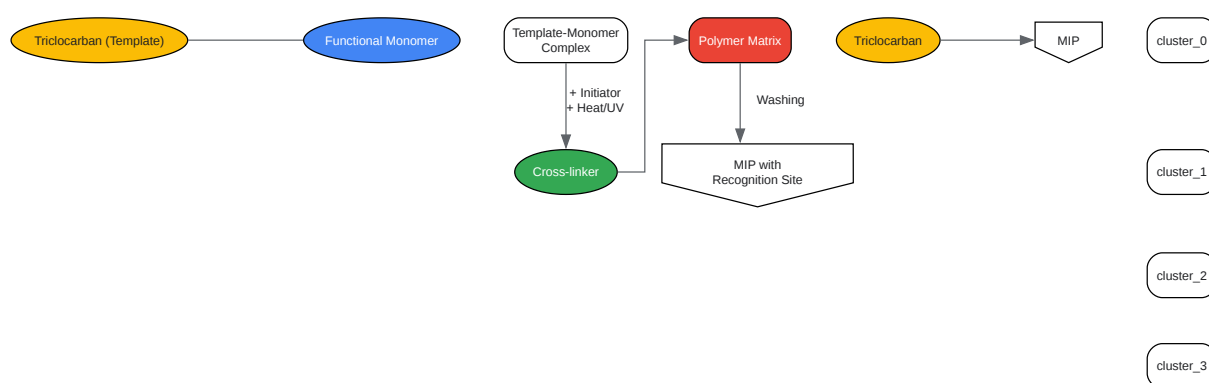 Triclocarban (Template)
Functional Monomer
Template-Monomer
Complex
Polymer Matrix
Triclocarban
MIP
cluster_0
+ Initiator
+ Heat/UV
Washing
Cross-linker
MIP with
Recognition Site
cluster_1
cluster_2
cluster_3